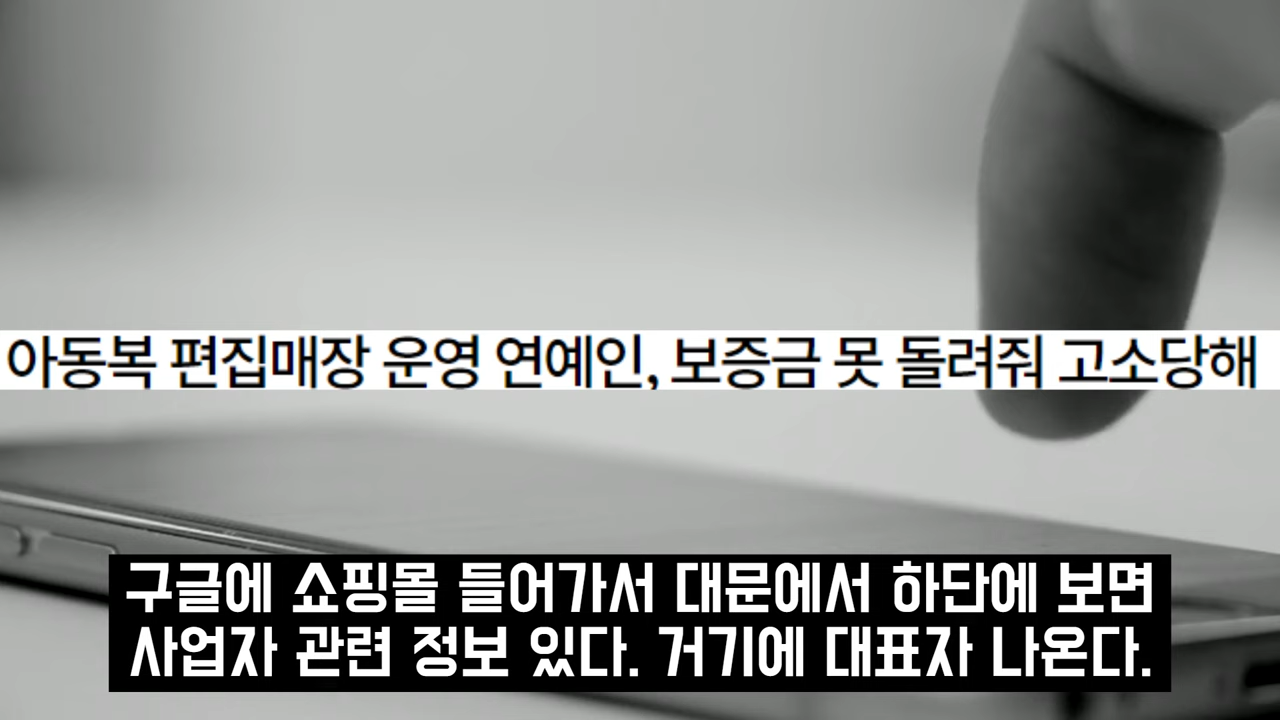 아동복 편집매장 운영 연예인, 보증금 못 돌려줘 고소당해
구글에 쇼핑몰 들어가서 대문에서 하단에 보면
사업자 관련 정보 있다. 거기에 대표자 나온다.